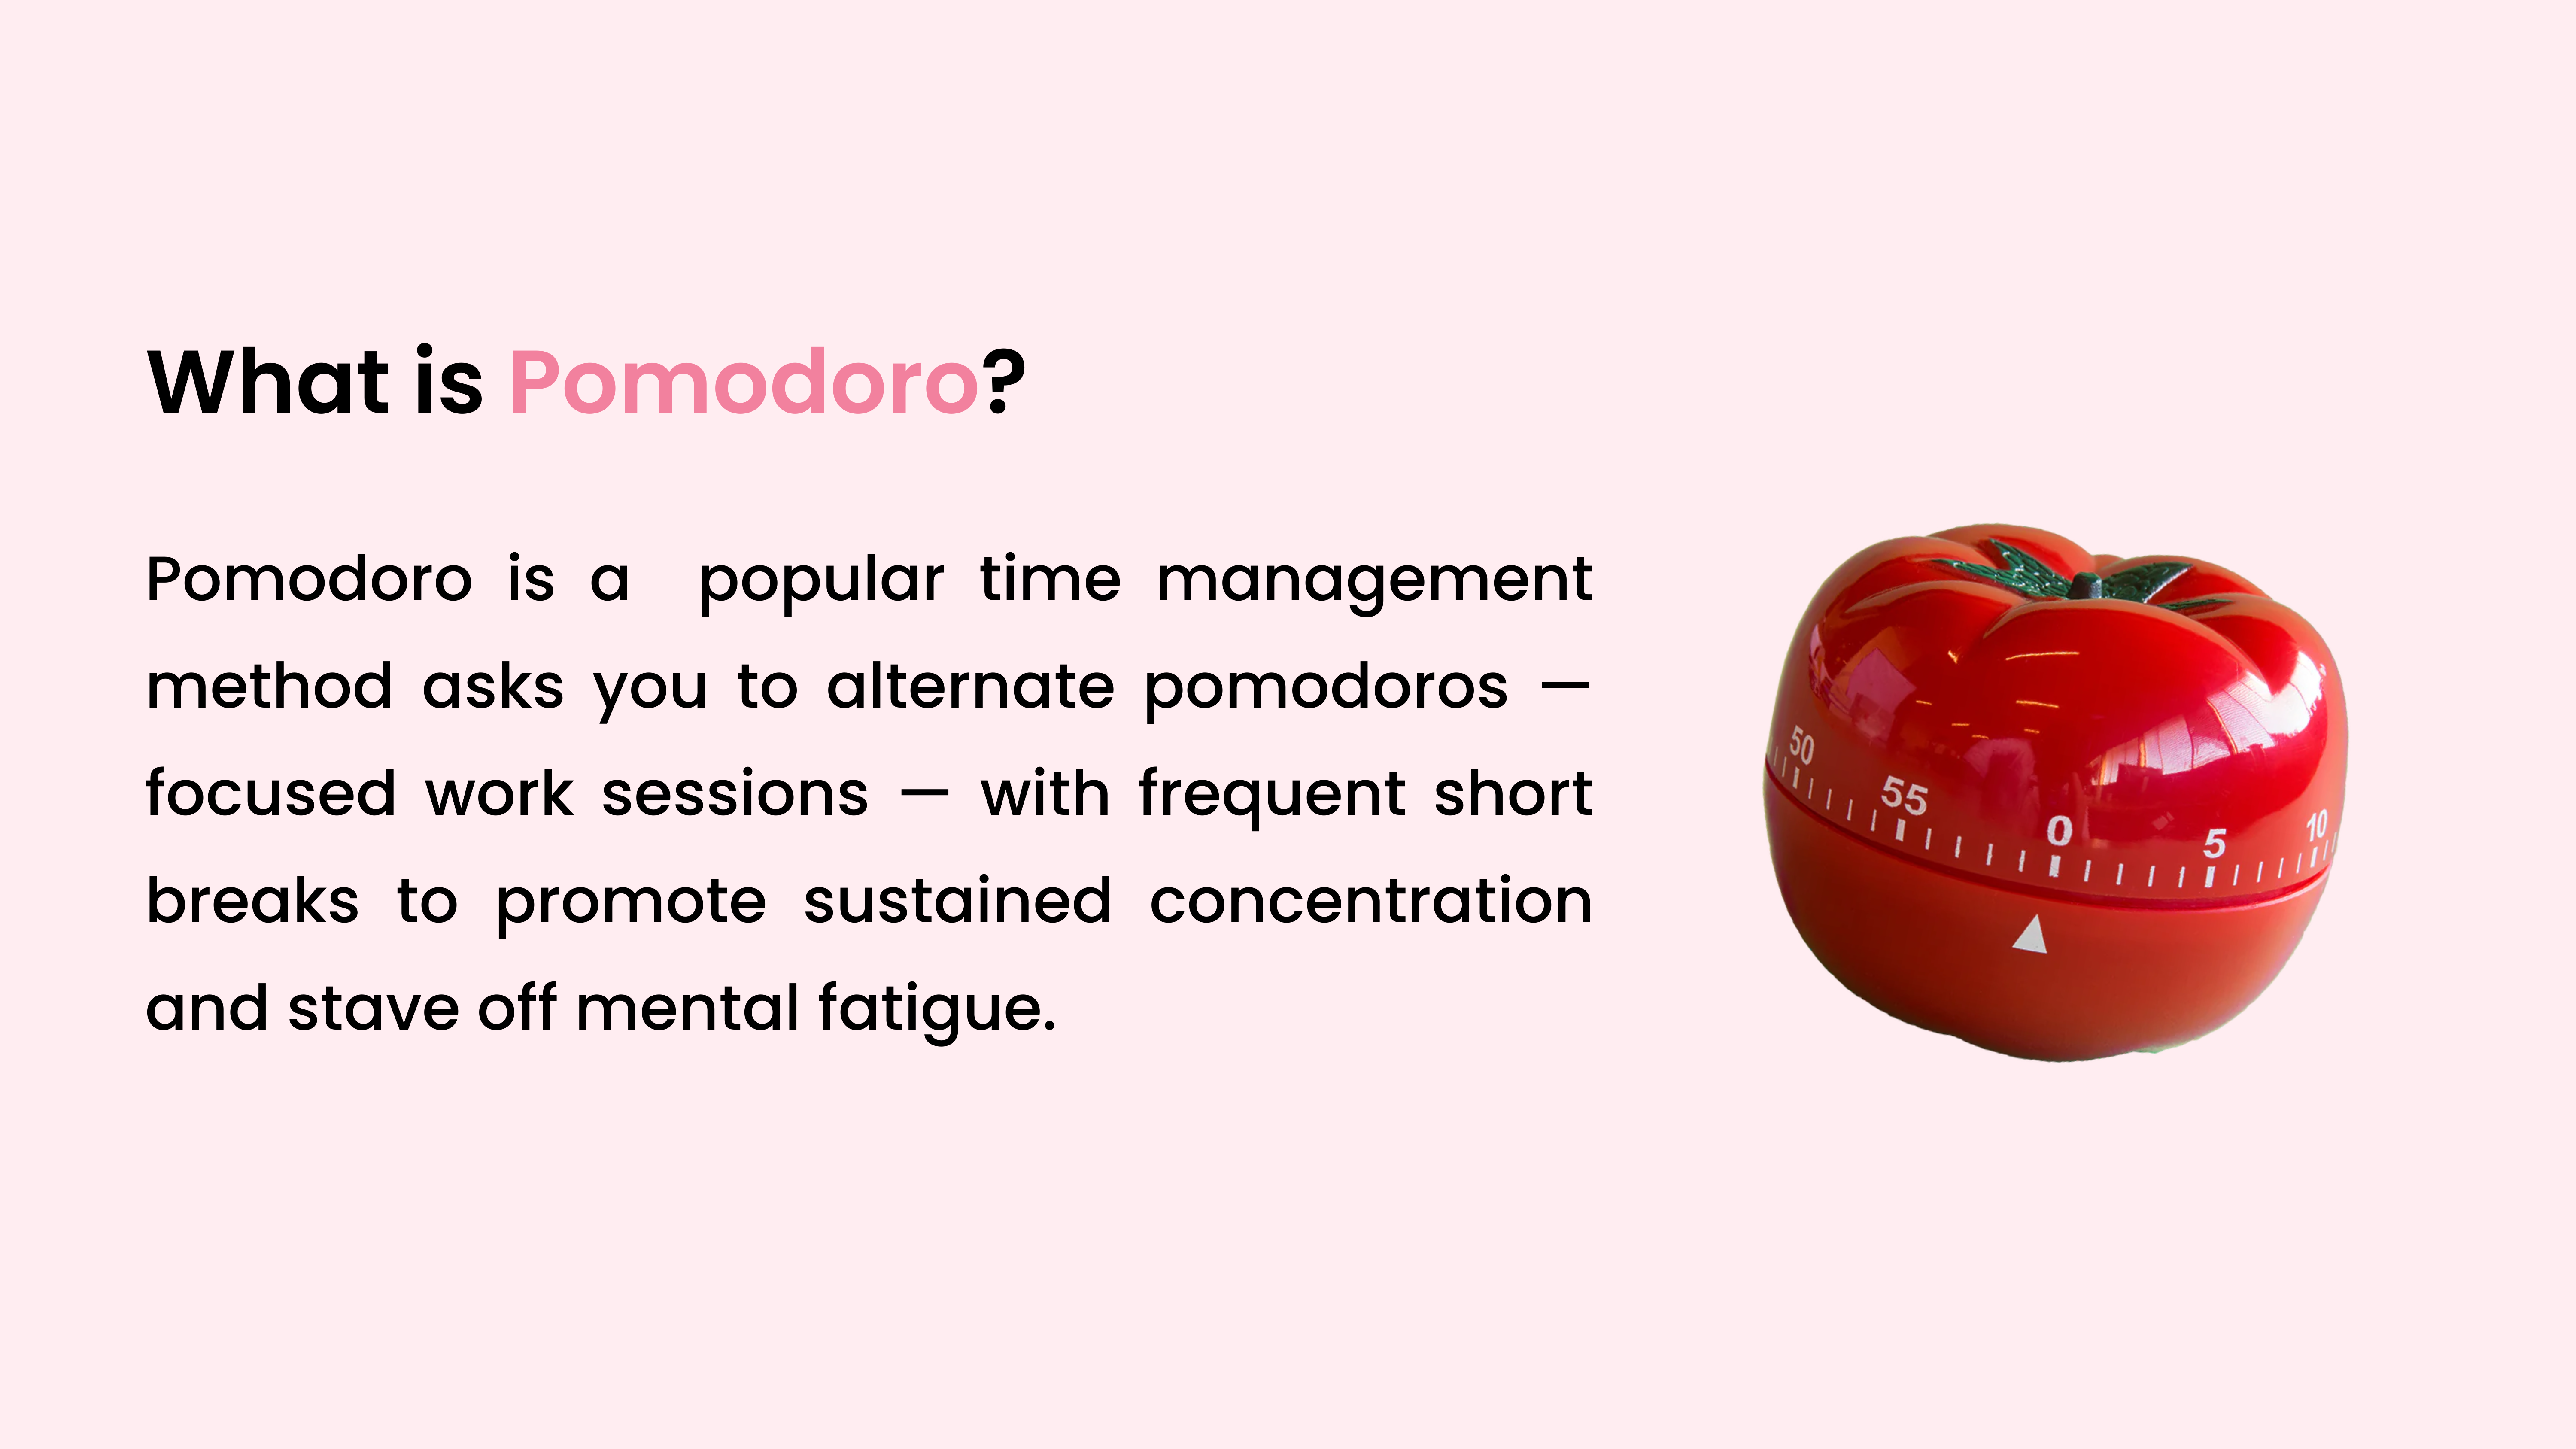 What is Pomodoro?
Pomodoro is a popular time management
method asks you to alternate pomodoros —
focused work sessions — with frequent short
breaks to promote sustained concentration
and stave off mental fatigue.
50 55 0 5 10